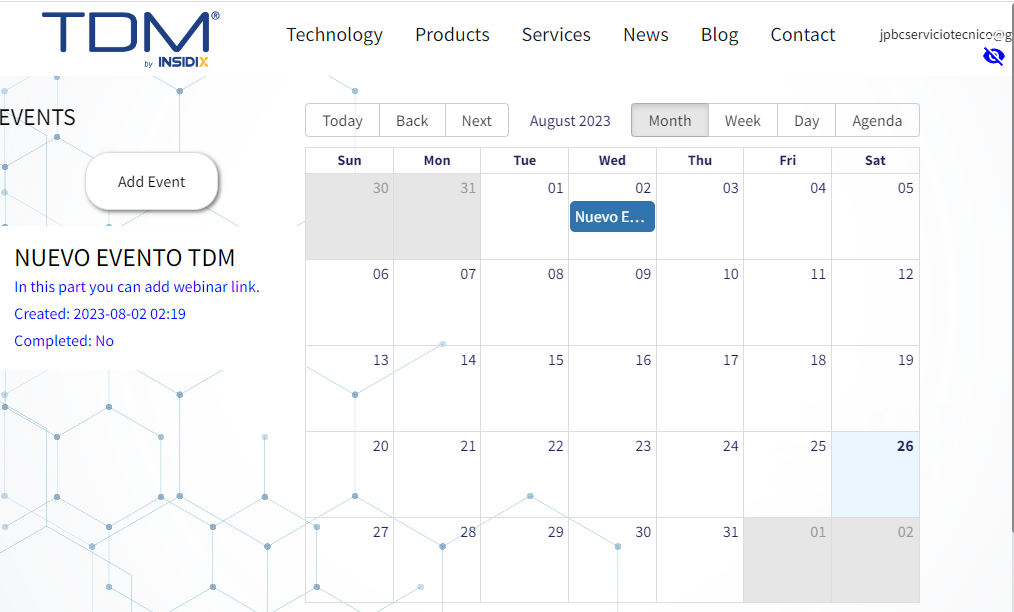 TDM®
by INSIDIX
Technology Products Services News Blog Contact jpbcserviciotecnico@g
EVENTS
Add Event
NUEVO EVENTO TDM
In this part you can add webinar link.
Created: 2023-08-02 02:19
Completed: No
Today Back Next August 2023 Month Week Day Agenda
Sun Mon Tue Wed Thu Fri Sat
30 31 01 02 03 04 05
Nuevo E...
06 07 08 09 10 11 12
13 14 15 16 17 18 19
20 21 22 23 24 25 26
27 28 29 30 31 01 02